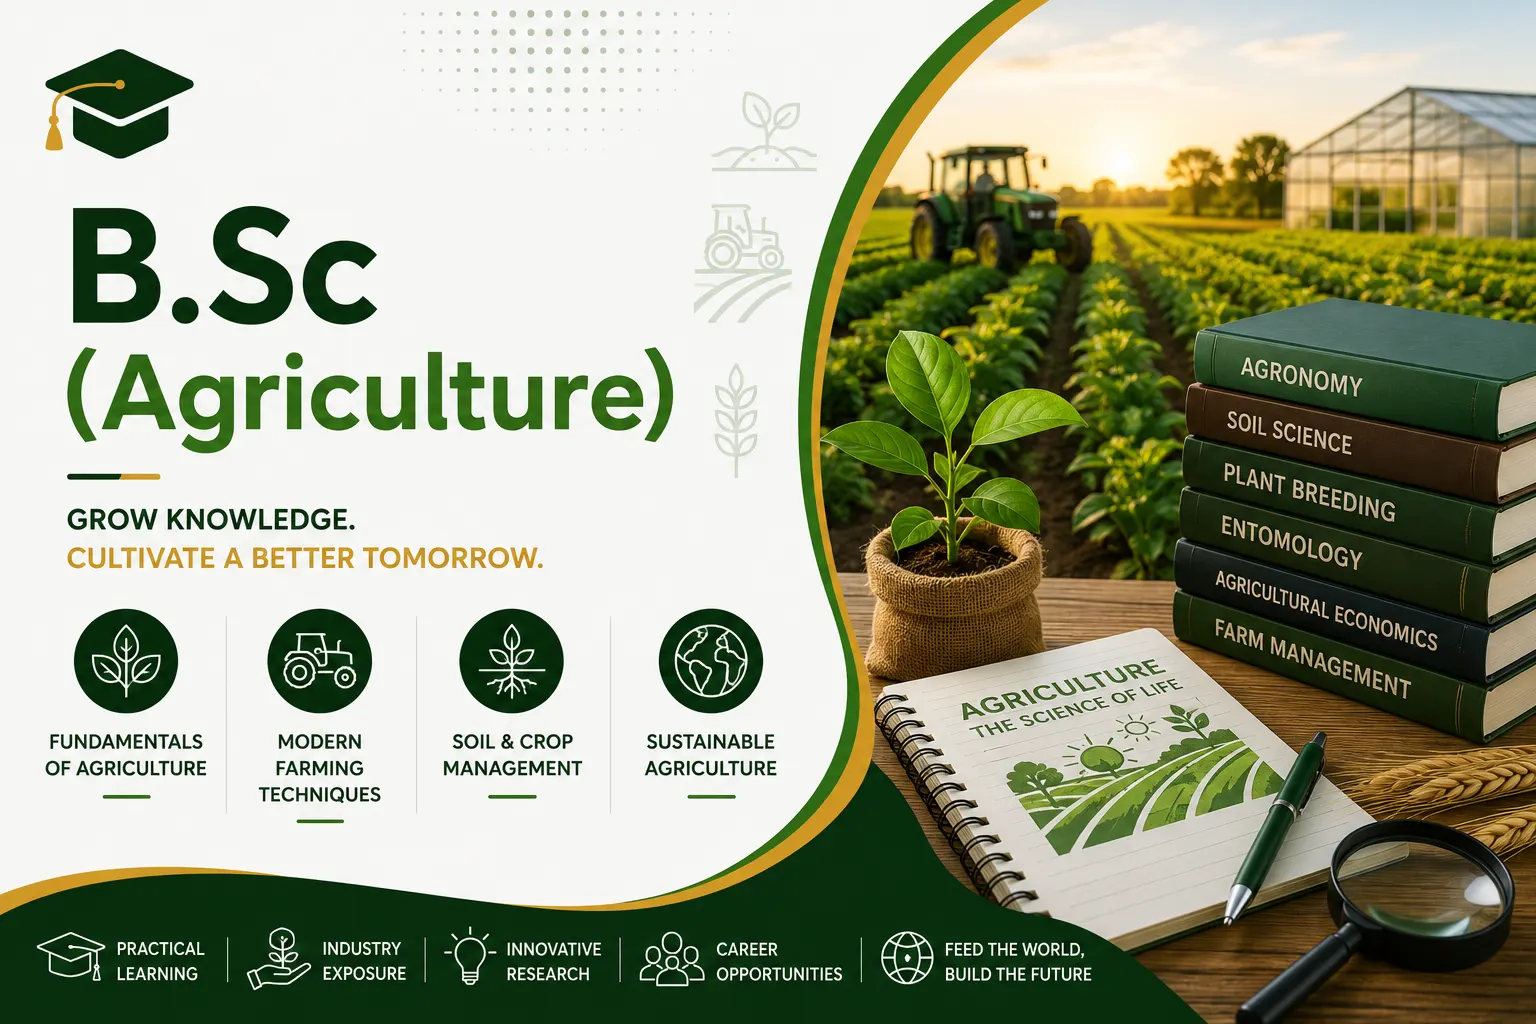 B.Sc
(Agriculture)
GROW KNOWLEDGE.
CULTIVATE A BETTER TOMORROW.
FUNDAMENTALS
OF AGRICULTURE
MODERN
FARMING
TECHNIQUES
SOIL & CROP
MANAGEMENT
SUSTAINABLE
AGRICULTURE
AGRONOMY
SOIL SCIENCE
PLANT BREEDING
ENTOMOLOGY
AGRICULTURAL ECONOMICS
FARM MANAGEMENT
AGRICULTURE
THE SCIENCE OF LIFE
PRACTICAL
LEARNING
INDUSTRY
EXPOSURE
INNOVATIVE
RESEARCH
CAREER
OPPORTUNITIES
FEED THE WORLD,
BUILD THE FUTURE